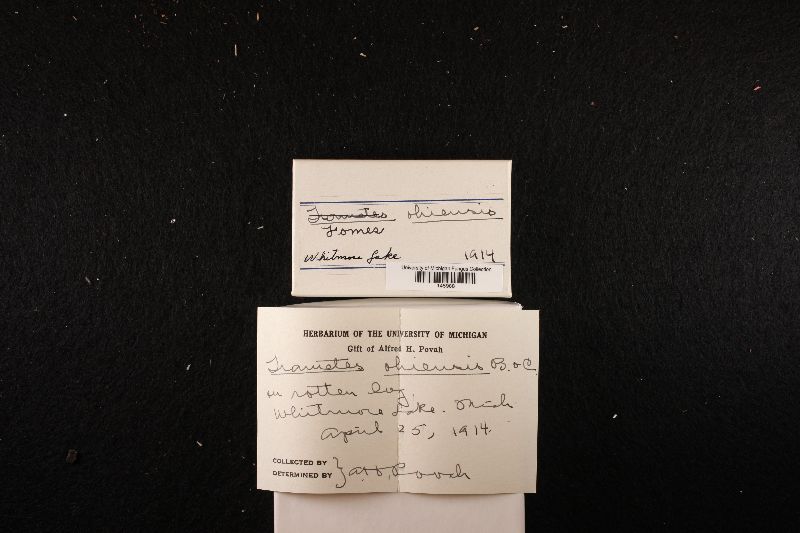 Trametes ohiensis
Fomes
Whitmore Lake 1914
University of Michigan Fungus Collection
HERBARIUM OF THE UNIVERSITY OF MICHIGAN
Gift of Alfred H. Povah
Trametes ohiensis B. & C.
on rotten log,
Whitmore Lake. Mich
April 25, 1914
COLLECTED BY
DETERMINED BY } A.H. Povah